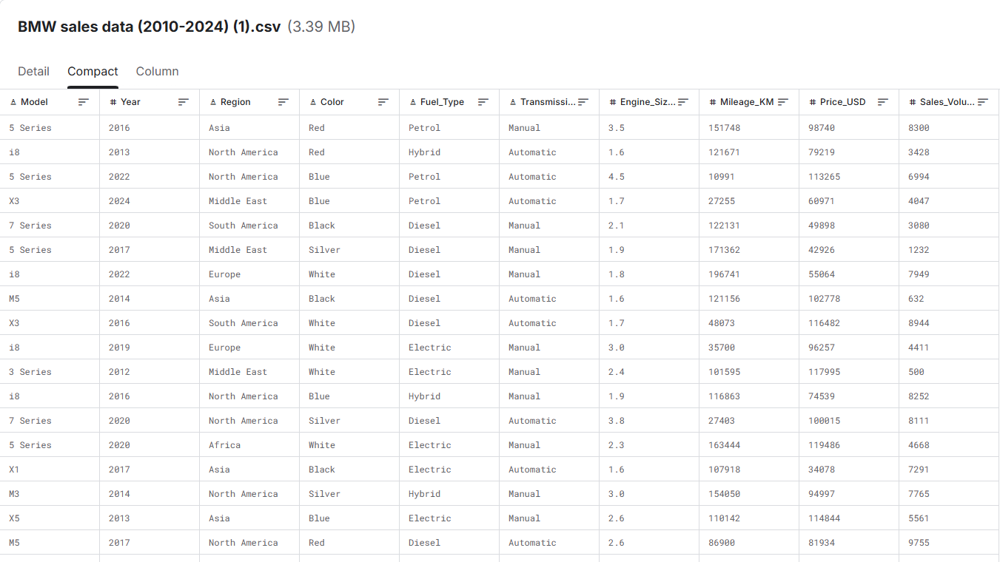 BMW sales data (2010-2024) (1).csv (3.39 MB)
Detail Compact Column
Model Year Region Color Fuel_Type Transmissi... Engine_Siz... Mileage_KM Price_USD Sales_Volu...
5 Series 2016 Asia Red Petrol Manual 3.5 151748 98740 8300
i8 2013 North America Red Hybrid Automatic 1.6 121671 79219 3428
5 Series 2022 North America Blue Petrol Automatic 4.5 10991 113265 6994
X3 2024 Middle East Blue Petrol Automatic 1.7 27255 60971 4047
7 Series 2020 South America Black Diesel Manual 2.1 122131 49898 3080
5 Series 2017 Middle East Silver Diesel Manual 1.9 171362 42926 1232
i8 2022 Europe White Diesel Manual 1.8 196741 55064 7949
M5 2014 Asia Black Diesel Automatic 1.6 121156 102778 632
X3 2016 South America White Diesel Automatic 1.7 48073 116482 8944
i8 2019 Europe White Electric Manual 3.0 35700 96257 4411
3 Series 2012 Middle East White Electric Manual 2.4 101595 117995 500
i8 2016 North America Blue Hybrid Manual 1.9 116863 74539 8252
7 Series 2020 North America Silver Diesel Automatic 3.8 27403 100015 8111
5 Series 2020 Africa White Electric Manual 2.3 163444 119486 4668
X1 2017 Asia Black Electric Automatic 1.6 107918 34078 7291
M3 2014 North America Silver Hybrid Manual 3.0 154050 94997 7765
X5 2013 Asia Blue Electric Manual 2.6 110142 114844 5561
M5 2017 North America Red Diesel Automatic 2.6 86900 81934 9755